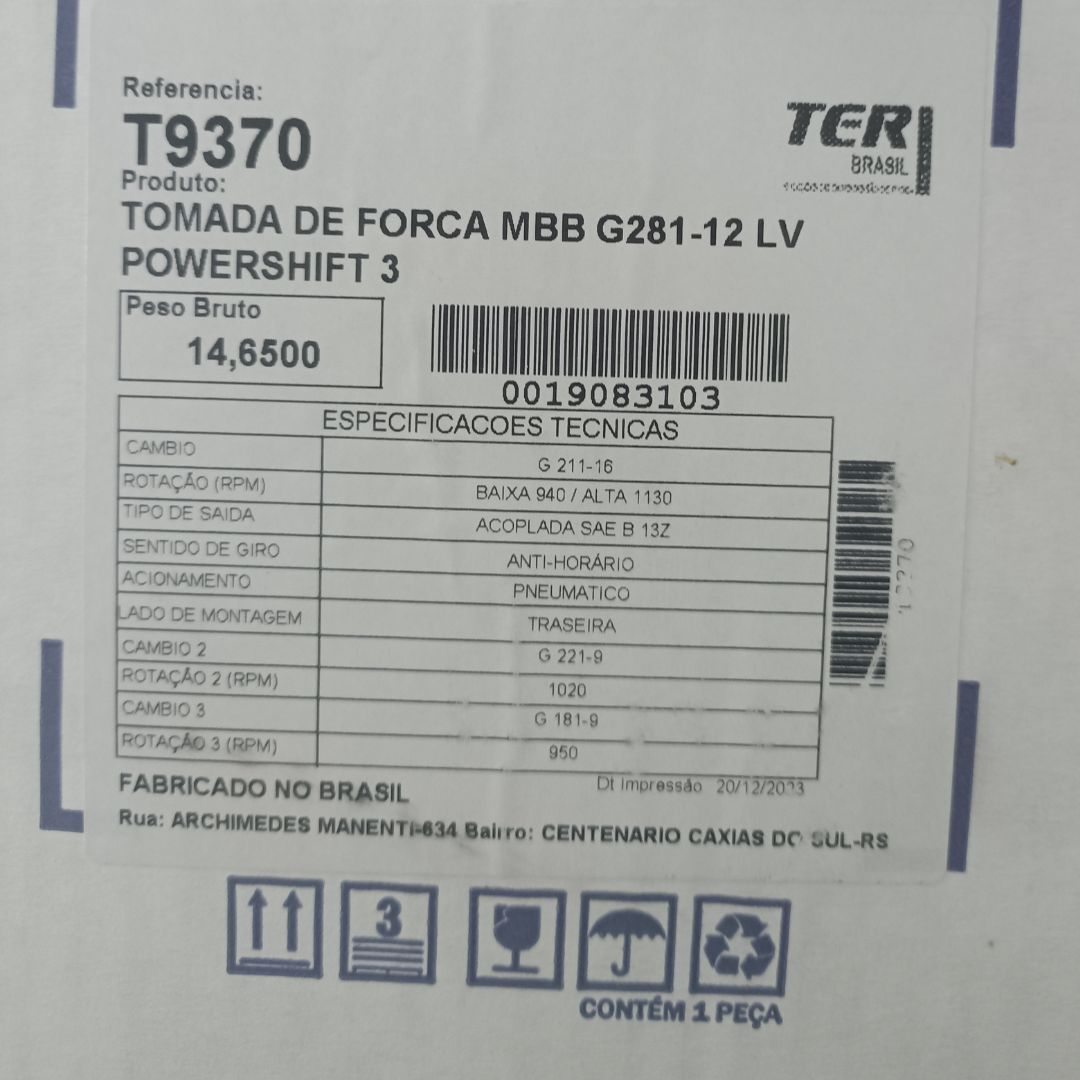 Referencia:
T9370
TER
BRASIL
Produto:
TOMADA DE FORCA MBB G281-12 LV
POWERSHIFT 3
Peso Bruto
14,6500
0019083103
ESPECIFICACOES TECNICAS
CAMBIO G 211-16
ROTAÇÃO (RPM) BAIXA 940 / ALTA 1130
TIPO DE SAIDA ACOPLADA SAE B 13Z
SENTIDO DE GIRO ANTI-HORÁRIO
ACIONAMENTO PNEUMATICO
LADO DE MONTAGEM TRASEIRA
CAMBIO 2 G 221-9
ROTAÇÃO 2 (RPM) 1020
CAMBIO 3 G 181-9
ROTAÇÃO 3 (RPM) 950
FABRICADO NO BRASIL
Dt Impressão 20/12/2023
Rua: ARCHIMEDES MANENTI-634 Bairro: CENTENARIO CAXIAS DO SUL-RS
3
CONTÉM 1 PEÇA